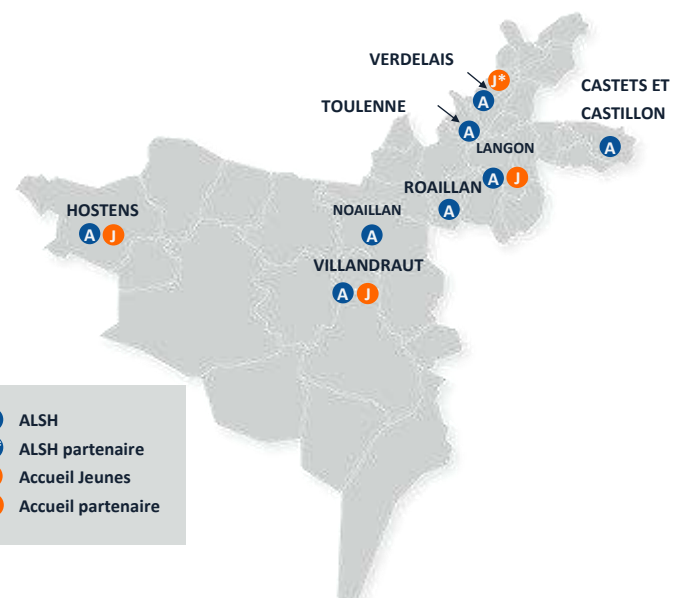 VERDELAIS
J*
CASTETS ET
CASTILLON
A
TOULENNE
A
A
LANGON
A J
ROAILLAN
A
HOSTENS
A J
NOAILLAN
A
VILLANDRAUT
A J
ALSH
ALSH partenaire
Accueil Jeunes
Accueil partenaire